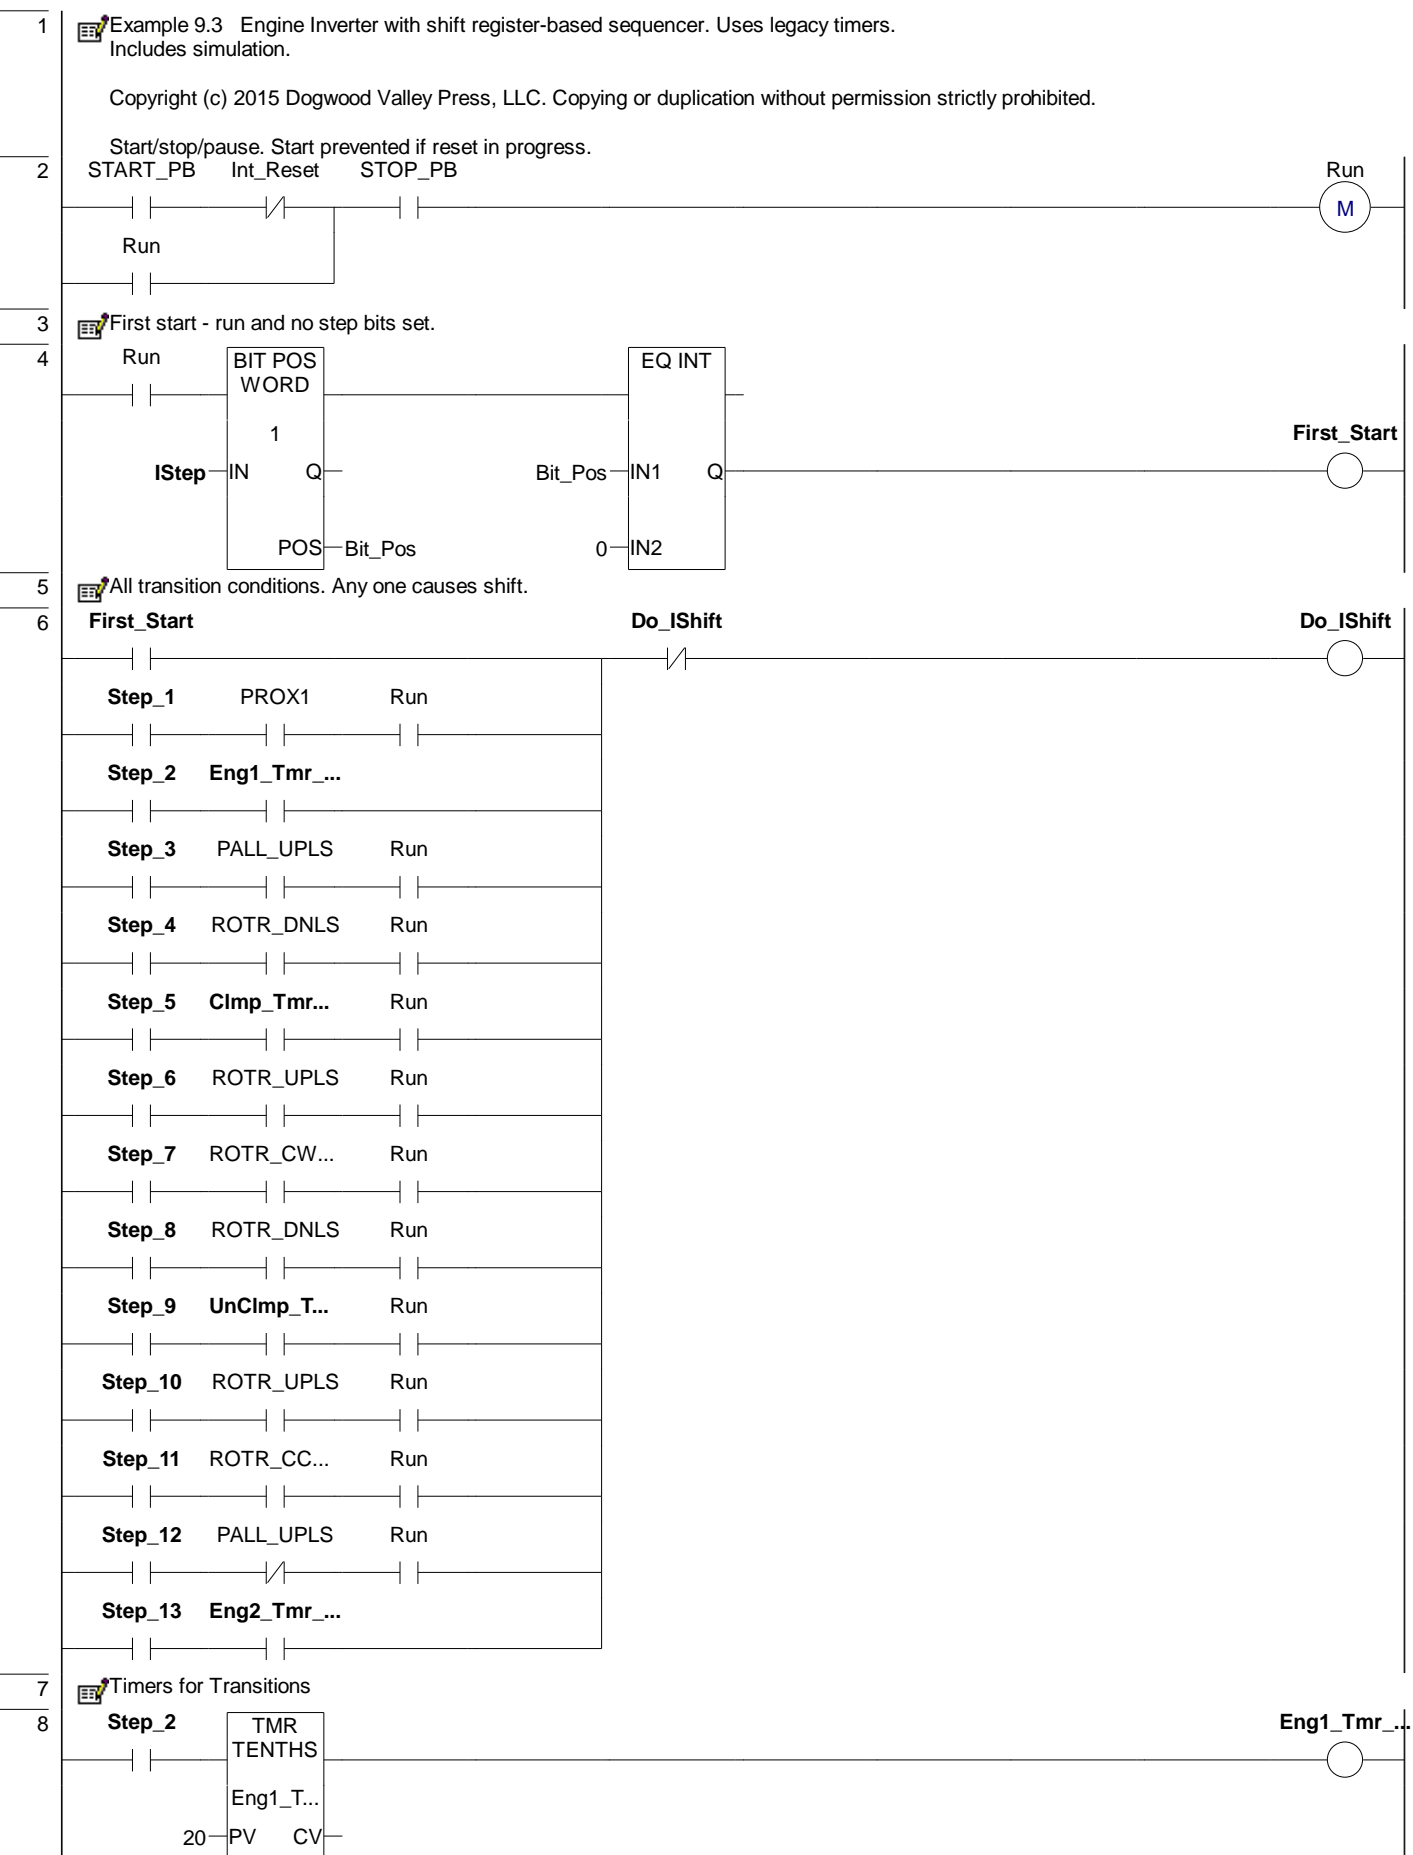 1
Example 9.3 Engine Inverter with shift register-based sequencer. Uses legacy timers.
Includes simulation.
Copyright (c) 2015 Dogwood Valley Press, LLC. Copying or duplication without permission strictly prohibited.
Start/stop/pause. Start prevented if reset in progress.
2
START_PB Int_Reset STOP_PB Run
M
Run
3
First start - run and no step bits set.
4
Run BIT POS EQ INT
WORD
1 First_Start
IStep IN Q Bit_Pos IN1 Q
POS Bit_Pos 0 IN2
5
All transition conditions. Any one causes shift.
6
First_Start Do_IShift Do_IShift
Step_1 PROX1 Run
Step_2 Eng1_Tmr_...
Step_3 PALL_UPLS Run
Step_4 ROTR_DNLS Run
Step_5 Clmp_Tmr... Run
Step_6 ROTR_UPLS Run
Step_7 ROTR_CW... Run
Step_8 ROTR_DNLS Run
Step_9 UnClmp_T... Run
Step_10 ROTR_UPLS Run
Step_11 ROTR_CC... Run
Step_12 PALL_UPLS Run
Step_13 Eng2_Tmr_...
7
Timers for Transitions
8
Step_2 TMR Eng1_Tmr_...
TENTHS
Eng1_T...
20 PV CV